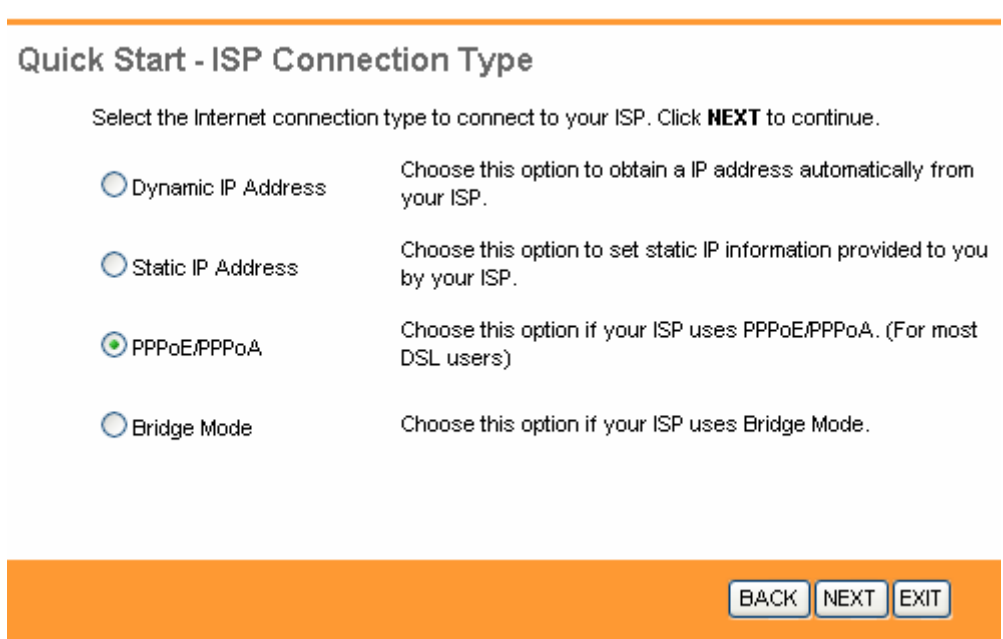 Quick Start - ISP Connection Type
Select the Internet connection type to connect to your ISP. Click NEXT to continue.
Dynamic IP Address
Choose this option to obtain a IP address automatically from
your ISP.
Static IP Address
Choose this option to set static IP information provided to you
by your ISP.
PPPoE/PPPoA
Choose this option if your ISP uses PPPoE/PPPoA. (For most
DSL users)
Bridge Mode
Choose this option if your ISP uses Bridge Mode.
BACK NEXT EXIT